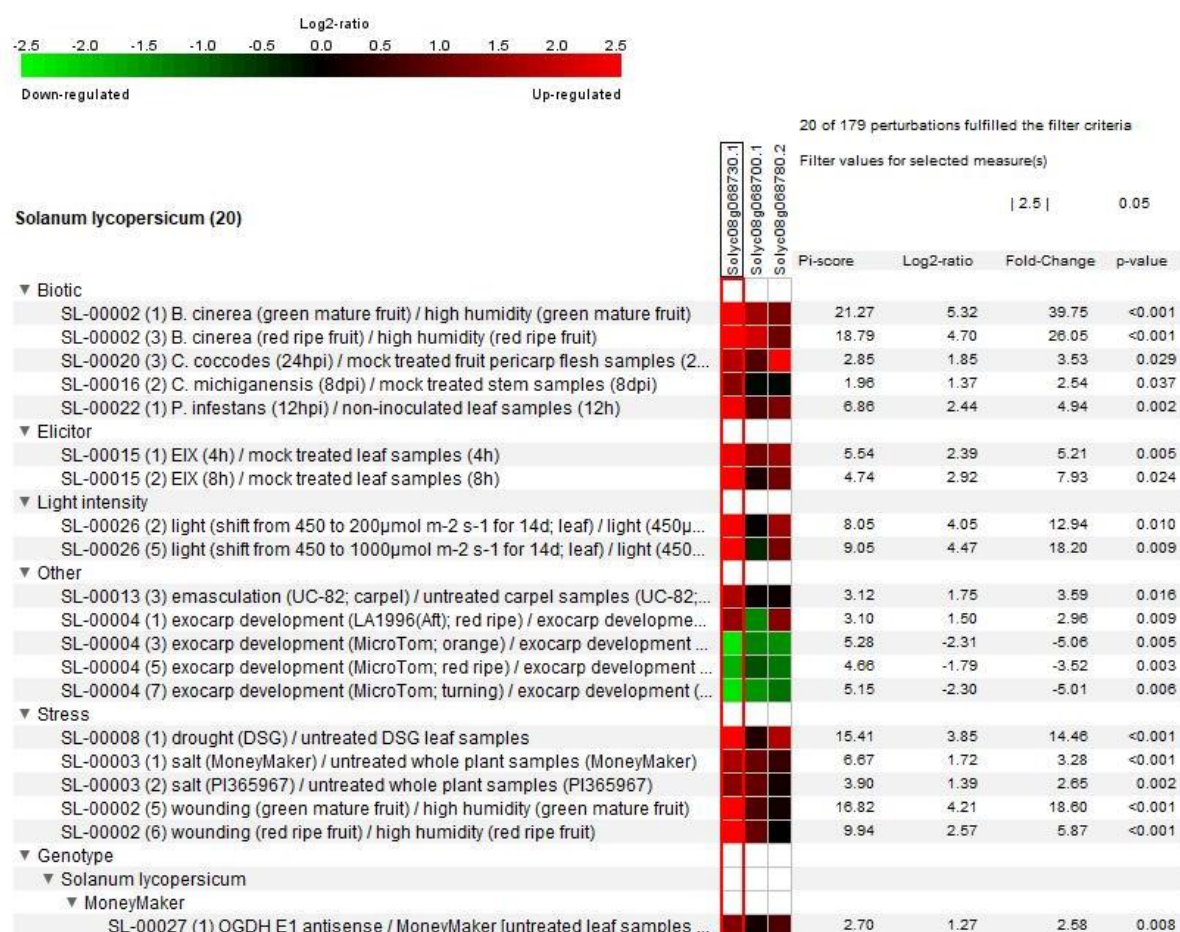 Log2-ratio
-2.5 -2.0 -1.5 -1.0 -0.5 0.0 0.5 1.0 1.5 2.0 2.5
Down-regulated Up-regulated
20 of 179 perturbations fulfilled the filter criteria
Filter values for selected measure(s)
| 2.5 | 0.05
Solanum lycopersicum (20)
Solyc08g068730.1
Solyc08g068700.1
Solyc08g068780.2
Pi-score Log2-ratio Fold-Change p-value
▼ Biotic
SL-00002 (1) B. cinerea (green mature fruit) / high humidity (green mature fruit) 21.27 5.32 39.75 <0.001
SL-00002 (3) B. cinerea (red ripe fruit) / high humidity (red ripe fruit) 18.79 4.70 26.05 <0.001
SL-00020 (3) C. coccodes (24hpi) / mock treated fruit pericarp flesh samples (2... 2.85 1.85 3.53 0.029
SL-00016 (2) C. michiganensis (8dpi) / mock treated stem samples (8dpi) 1.96 1.37 2.54 0.037
SL-00022 (1) P. infestans (12hpi) / non-inoculated leaf samples (12h) 6.86 2.44 4.94 0.002
▼ Elicitor
SL-00015 (1) EIX (4h) / mock treated leaf samples (4h) 5.54 2.39 5.21 0.005
SL-00015 (2) EIX (8h) / mock treated leaf samples (8h) 4.74 2.92 7.93 0.024
▼ Light intensity
SL-00026 (2) light (shift from 450 to 200µmol m-2 s-1 for 14d; leaf) / light (450µ... 8.05 4.05 12.94 0.010
SL-00026 (5) light (shift from 450 to 1000µmol m-2 s-1 for 14d; leaf) / light (450... 9.05 4.47 18.20 0.009
▼ Other
SL-00013 (3) emasculation (UC-82; carpel) / untreated carpel samples (UC-82;... 3.12 1.75 3.59 0.016
SL-00004 (1) exocarp development (LA1996(Aft); red ripe) / exocarp developme... 3.10 1.50 2.96 0.009
SL-00004 (3) exocarp development (MicroTom; orange) / exocarp development ... 5.28 -2.31 -5.06 0.005
SL-00004 (5) exocarp development (MicroTom; red ripe) / exocarp development ... 4.66 -1.79 -3.52 0.003
SL-00004 (7) exocarp development (MicroTom; turning) / exocarp development (... 5.15 -2.30 -5.01 0.006
▼ Stress
SL-00008 (1) drought (DSG) / untreated DSG leaf samples 15.41 3.85 14.46 <0.001
SL-00003 (1) salt (MoneyMaker) / untreated whole plant samples (MoneyMaker) 6.67 1.72 3.28 <0.001
SL-00003 (2) salt (PI365967) / untreated whole plant samples (PI365967) 3.90 1.39 2.65 0.002
SL-00002 (5) wounding (green mature fruit) / high humidity (green mature fruit) 16.82 4.21 18.60 <0.001
SL-00002 (6) wounding (red ripe fruit) / high humidity (red ripe fruit) 9.94 2.57 5.87 <0.001
▼ Genotype
▼ Solanum lycopersicum
▼ MoneyMaker
SL-00027 (1) OGDH E1 antisense / MoneyMaker [untreated leaf samples ... 2.70 1.27 2.58 0.008